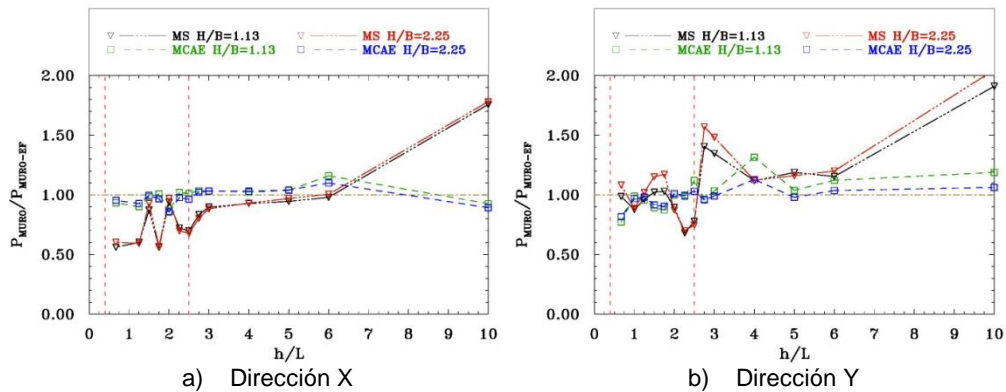 MS H/B=1.13 MS H/B=2.25
MCAE H/B=1.13 MCAE H/B=2.25
2.00
1.50
1.00
0.50
0.00
P_MURO/P_MURO-EF
0 1 2 3 4 5 6 7 8 9 10
h/L
a) Dirección X
MS H/B=1.13 MS H/B=2.25
MCAE H/B=1.13 MCAE H/B=2.25
2.00
1.50
1.00
0.50
0.00
P_MURO/P_MURO-EF
0 1 2 3 4 5 6 7 8 9 10
h/L
b) Dirección Y